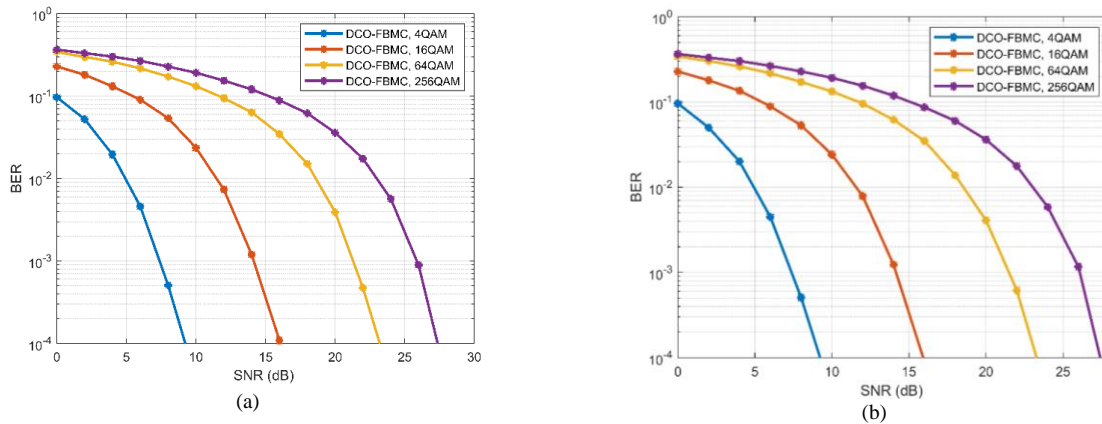 10^0
10^-1
10^-2
10^-3
10^-4
BER
0 5 10 15 20 25 30
SNR (dB)
DCO-FBMC, 4QAM
DCO-FBMC, 16QAM
DCO-FBMC, 64QAM
DCO-FBMC, 256QAM
(a)
10^0
10^-1
10^-2
10^-3
10^-4
BER
0 5 10 15 20 25
SNR (dB)
DCO-FBMC, 4QAM
DCO-FBMC, 16QAM
DCO-FBMC, 64QAM
DCO-FBMC, 256QAM
(b)